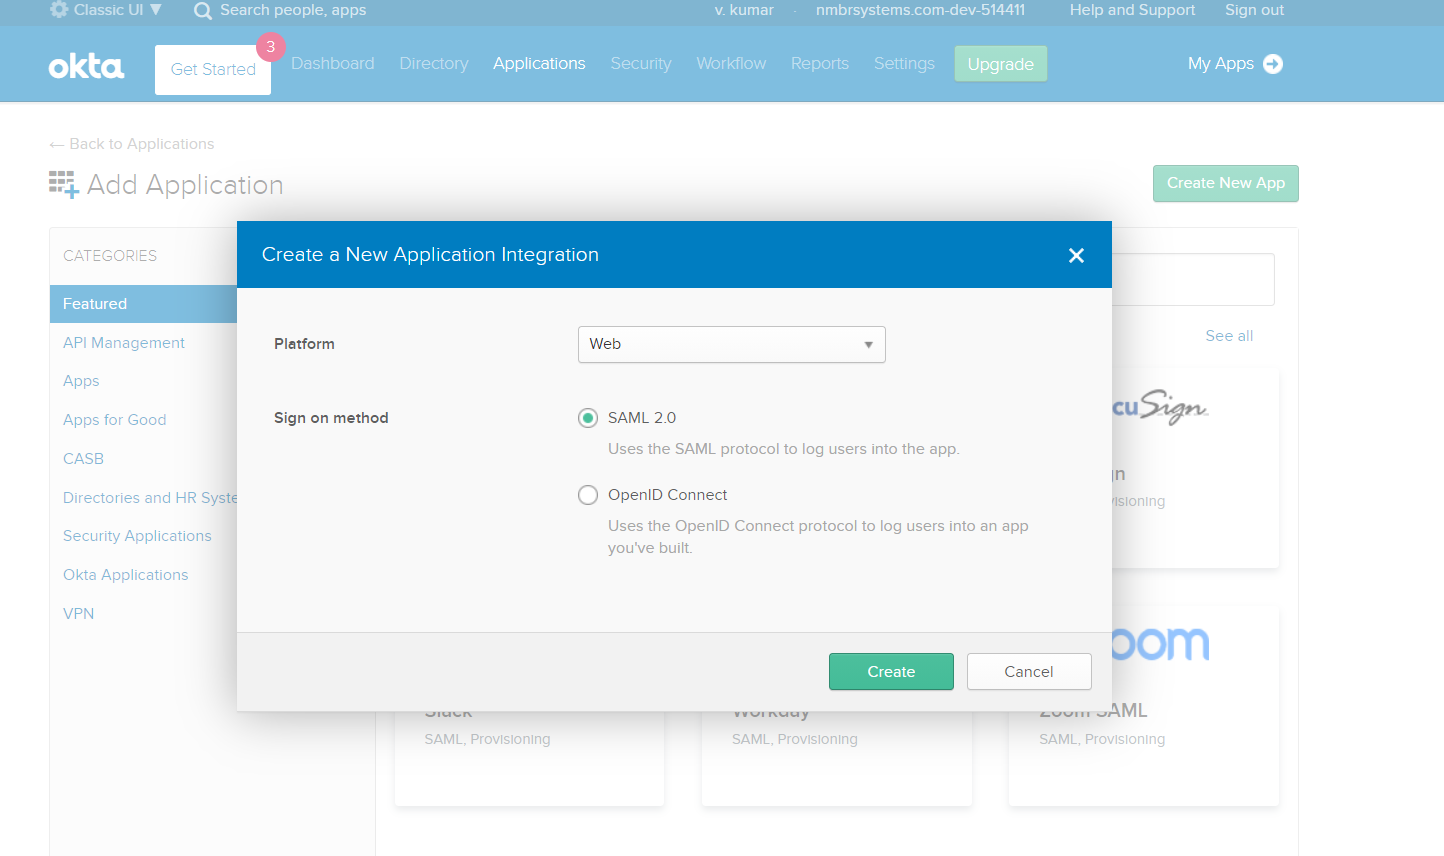 Classic UI ▼
Search people, apps
v. kumar
nmbrsystems.com-dev-514411
Help and Support
Sign out
okta
Get Started
3
Dashboard
Directory
Applications
Security
Workflow
Reports
Settings
Upgrade
My Apps
← Back to Applications
Add Application
Create New App
CATEGORIES
Featured
API Management
Apps
Apps for Good
CASB
Directories and HR Syste
Security Applications
Okta Applications
VPN
See all
Create a New Application Integration
Platform
Web
Sign on method
SAML 2.0
Uses the SAML protocol to log users into the app.
OpenID Connect
Uses the OpenID Connect protocol to log users into an app
you've built.
Create
Cancel
cuSign
gn
visioning
oom
Slack
SAML, Provisioning
Workday
SAML, Provisioning
Zoom SAML
SAML, Provisioning